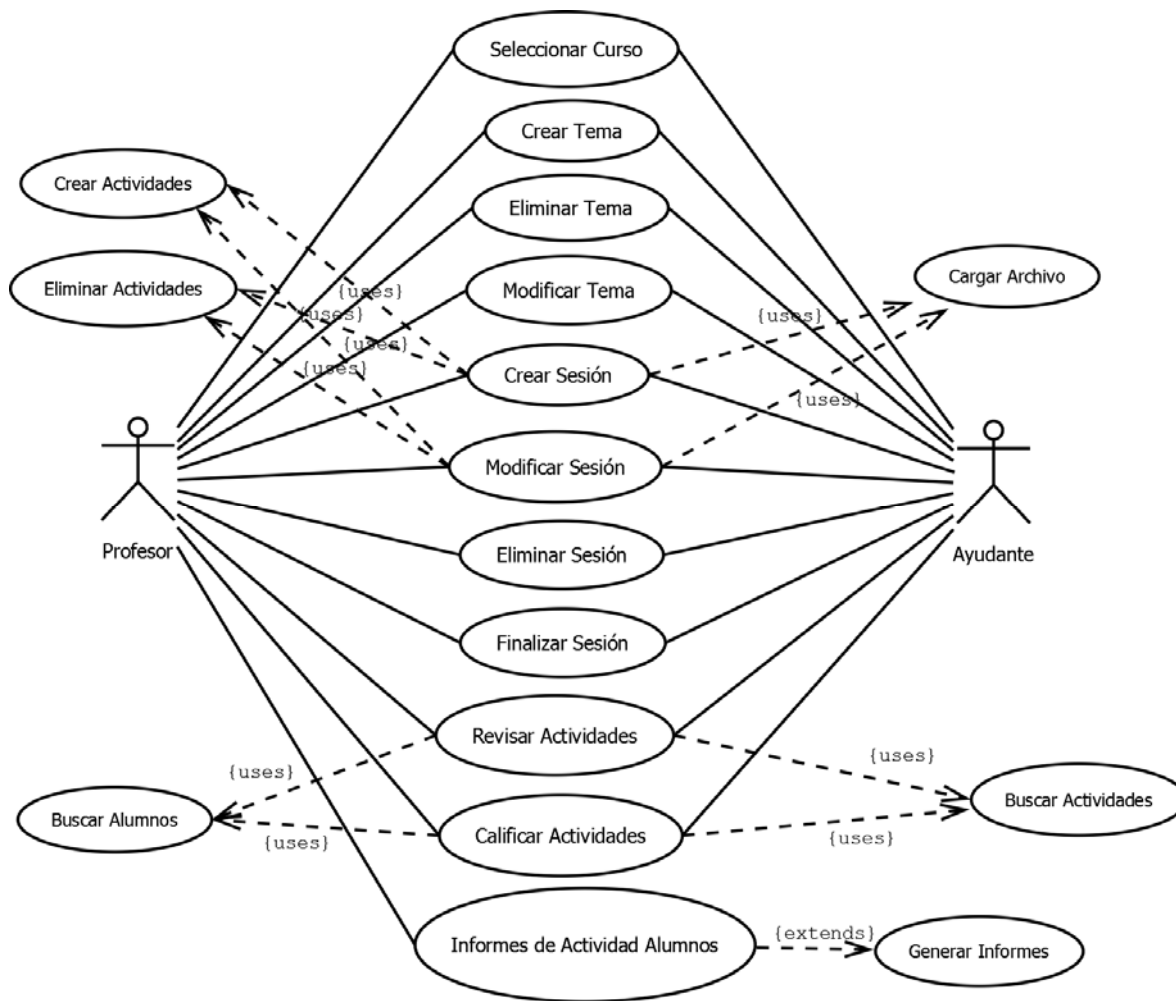 Seleccionar Curso
Crear Tema
Crear Actividades
Eliminar Tema
Cargar Archivo
Eliminar Actividades
Modificar Tema
{uses}
{uses}
{uses}
{uses}
{uses}
Crear Sesión
{uses}
Modificar Sesión
Profesor
Eliminar Sesión
Ayudante
Finalizar Sesión
Revisar Actividades
{uses}
{uses}
Buscar Alumnos
Buscar Actividades
{uses}
Calificar Actividades
{uses}
Informes de Actividad Alumnos
{extends}
Generar Informes